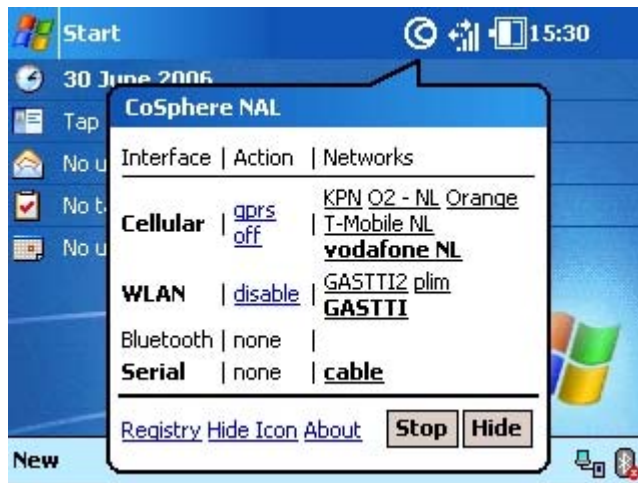 Start 15:30
30 June 2006
CoSphere NAL
Tap
Interface | Action | Networks
No u
KPN O2 - NL Orange
Cellular | gprs off | T-Mobile NL
vodafone NL
No t
No u
GASTTI2 plim
WLAN | disable |
GASTTI
Bluetooth | none |
Serial | none | cable
Registry Hide Icon About Stop Hide
New